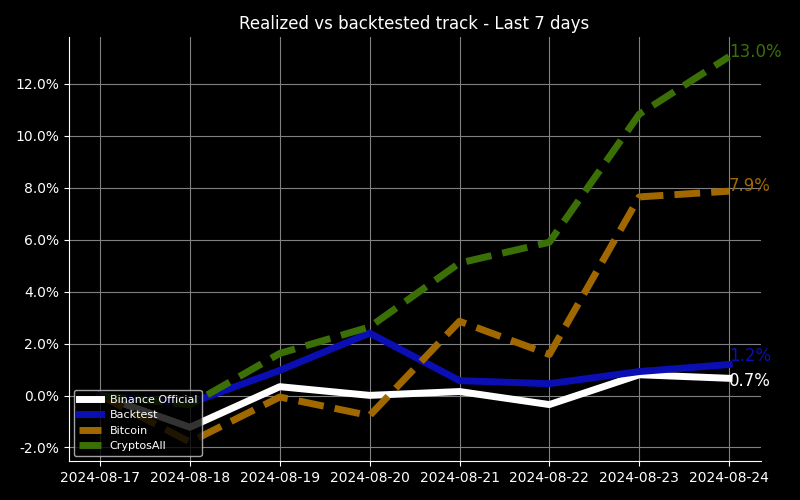 Realized vs backtested track - Last 7 days
13.0%
12.0%
10.0%
8.0%
7.9%
6.0%
4.0%
2.0%
1.2%
0.7%
0.0%
-2.0%
Binance Official
Backtest
Bitcoin
CryptosAll
2024-08-17 2024-08-18 2024-08-19 2024-08-20 2024-08-21 2024-08-22 2024-08-23 2024-08-24